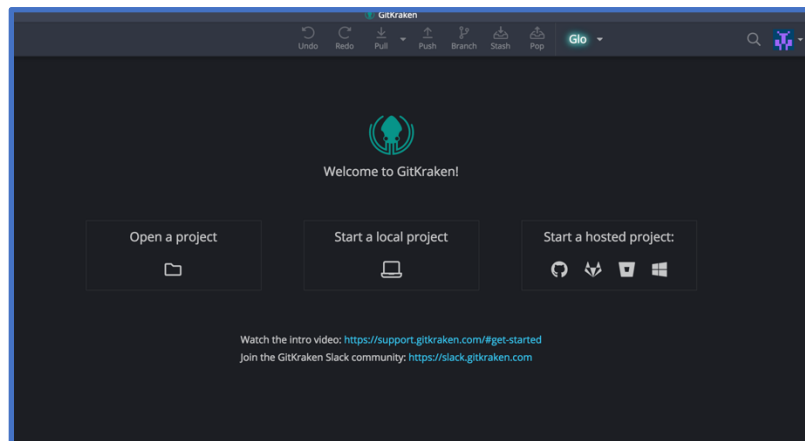 GitKraken
Undo Redo Pull Push Branch Stash Pop Glo
Welcome to GitKraken!
Open a project
Start a local project
Start a hosted project:
Watch the intro video: https://support.gitkraken.com/#get-started
Join the GitKraken Slack community: https://slack.gitkraken.com